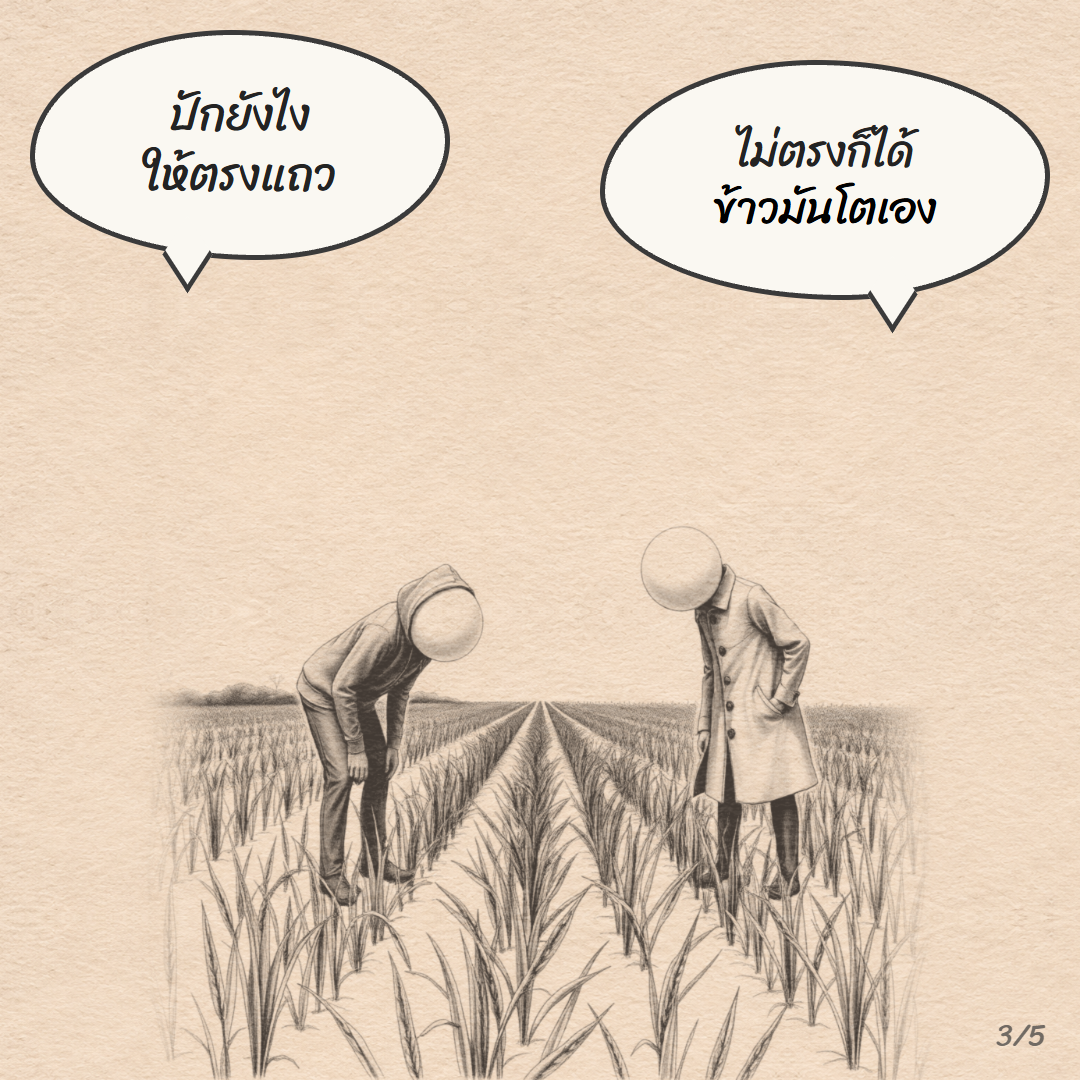 ปักยังไง
ให้ตรงแถว
ไม่ตรงก็ได้
ข้าวมันโตเอง
3/5